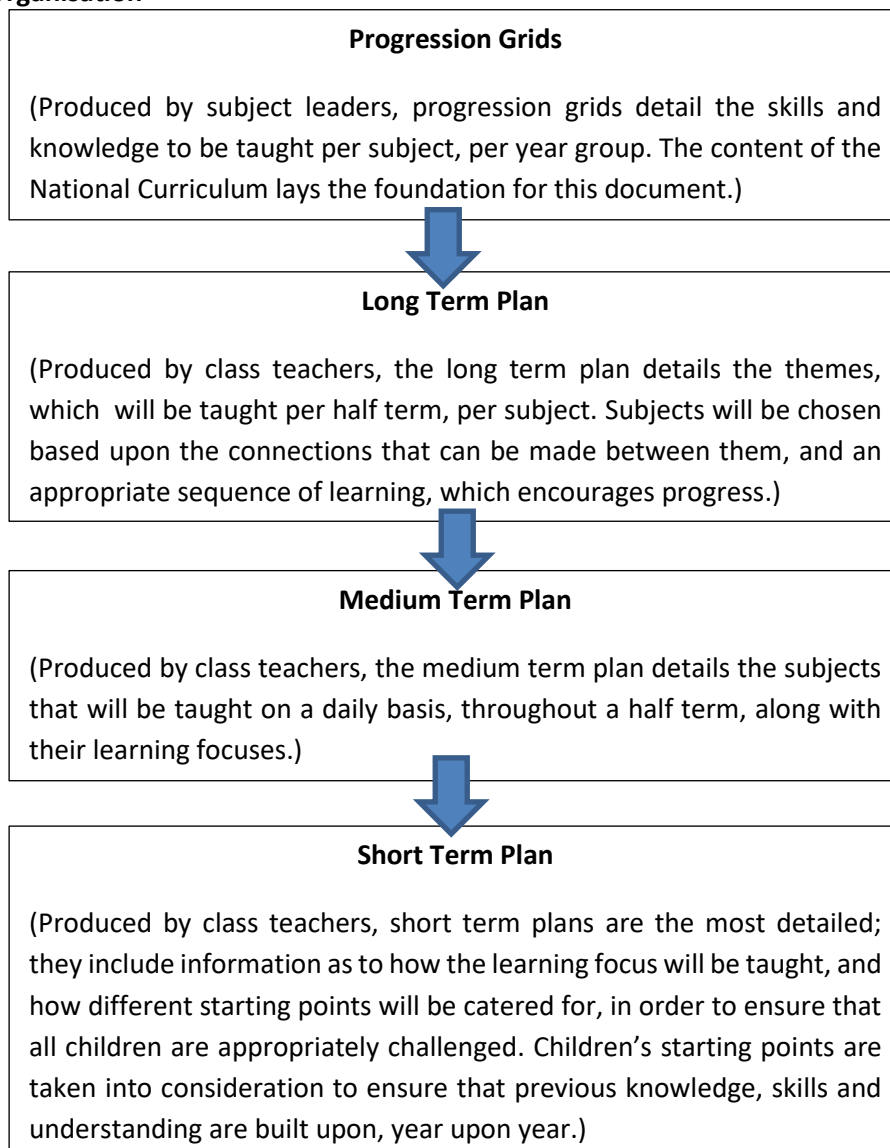 Organisation
Progression Grids
(Produced by subject leaders, progression grids detail the skills and
knowledge to be taught per subject, per year group. The content of the
National Curriculum lays the foundation for this document.)
Long Term Plan
(Produced by class teachers, the long term plan details the themes,
which will be taught per half term, per subject. Subjects will be chosen
based upon the connections that can be made between them, and an
appropriate sequence of learning, which encourages progress.)
Medium Term Plan
(Produced by class teachers, the medium term plan details the subjects
that will be taught on a daily basis, throughout a half term, along with
their learning focuses.)
Short Term Plan
(Produced by class teachers, short term plans are the most detailed;
they include information as to how the learning focus will be taught, and
how different starting points will be catered for, in order to ensure that
all children are appropriately challenged. Children’s starting points are
taken into consideration to ensure that previous knowledge, skills and
understanding are built upon, year upon year.)